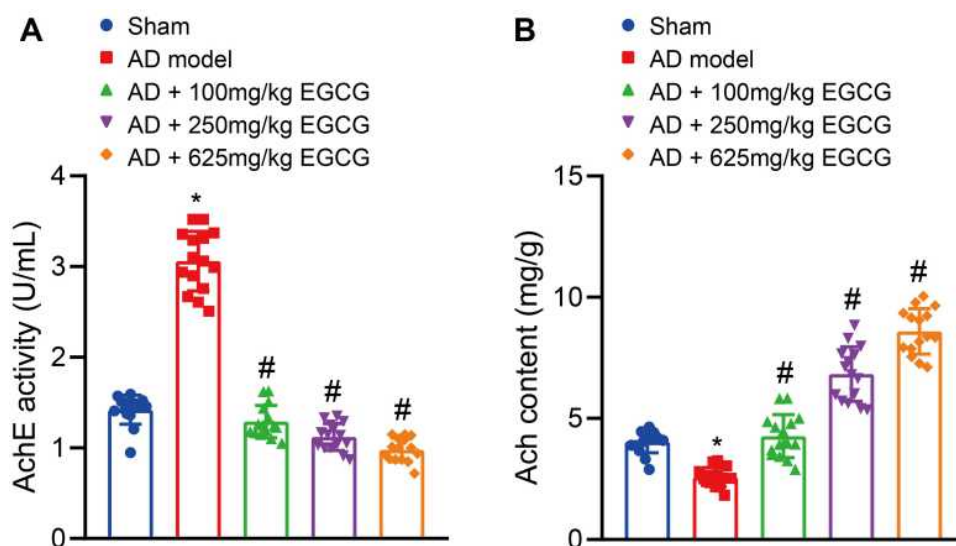 A
Sham
AD model
AD + 100mg/kg EGCG
AD + 250mg/kg EGCG
AD + 625mg/kg EGCG
AchE activity (U/mL)
4
3
2
1
0
*
#
#
#
B
Sham
AD model
AD + 100mg/kg EGCG
AD + 250mg/kg EGCG
AD + 625mg/kg EGCG
Ach content (mg/g)
15
10
5
0
*
#
#
#